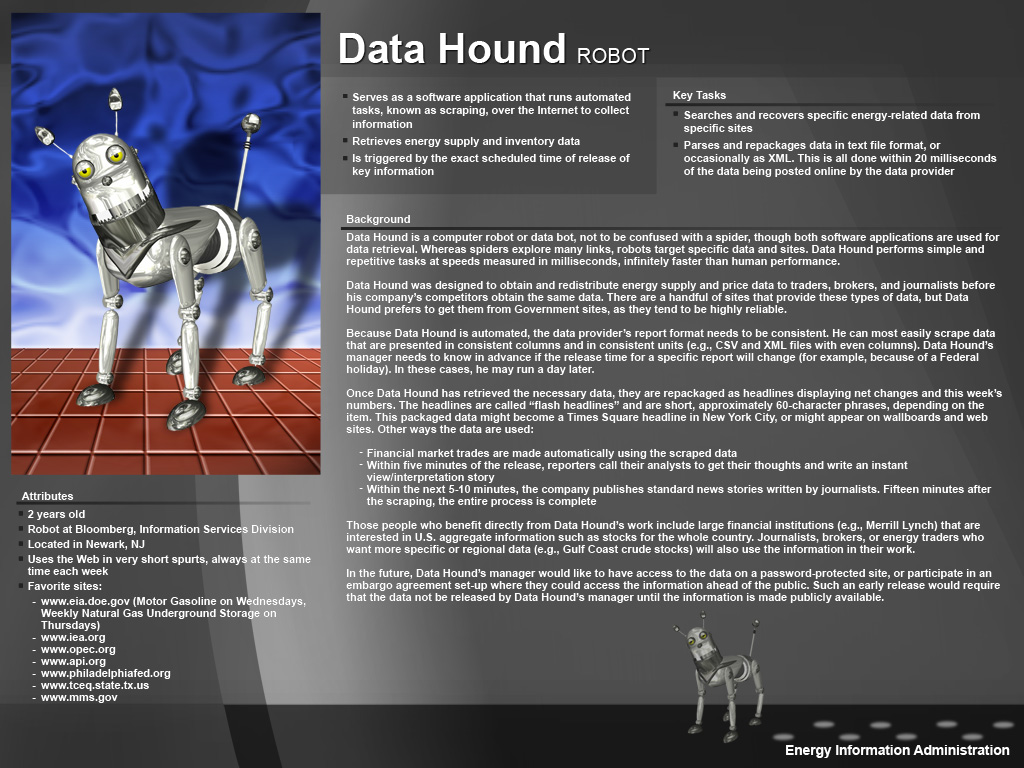 Data Hound ROBOT
Serves as a software application that runs automated
tasks, known as scraping, over the Internet to collect
information
Retrieves energy supply and inventory data
Is triggered by the exact scheduled time of release of
key information
Key Tasks
Searches and recovers specific energy-related data from
specific sites
Parses and repackages data in text file format, or
occasionally as XML. This is all done within 20 milliseconds
of the data being posted online by the data provider
Background
Data Hound is a computer robot or data bot, not to be confused with a spider, though both software applications are used for
data retrieval. Whereas spiders explore many links, robots target specific data and sites. Data Hound performs simple and
repetitive tasks at speeds measured in milliseconds, infinitely faster than human performance.
Data Hound was designed to obtain and redistribute energy supply and price data to traders, brokers, and journalists before
his company's competitors obtain the same data. There are a handful of sites that provide these types of data, but Data
Hound prefers to get them from Government sites, as they tend to be highly reliable.
Because Data Hound is automated, the data provider's report format needs to be consistent. He can most easily scrape data
that are presented in consistent columns and in consistent units (e.g., CSV and XML files with even columns). Data Hound's
manager needs to know in advance if the release time for a specific report will change (for example, because of a Federal
holiday). In these cases, he may run a day later.
Once Data Hound has retrieved the necessary data, they are repackaged as headlines displaying net changes and this week's
numbers. The headlines are called “flash headlines” and are short, approximately 60-character phrases, depending on the
item. This packaged data might become a Times Square headline in New York City, or might appear on wallboards and web
sites. Other ways the data are used:
- Financial market trades are made automatically using the scraped data
- Within five minutes of the release, reporters call their analysts to get their thoughts and write an instant
view/interpretation story
- Within the next 5-10 minutes, the company publishes standard news stories written by journalists. Fifteen minutes after
the scraping, the entire process is complete
Those people who benefit directly from Data Hound's work include large financial institutions (e.g., Merrill Lynch) that are
interested in U.S. aggregate information such as stocks for the whole country. Journalists, brokers, or energy traders who
want more specific or regional data (e.g., Gulf Coast crude stocks) will also use the information in their work.
In the future, Data Hound's manager would like to have access to the data on a password-protected site, or participate in an
embargo agreement set-up where they could access the information ahead of the public. Such an early release would require
that the data not be released by Data Hound's manager until the information is made publicly available.
Attributes
2 years old
Robot at Bloomberg, Information Services Division
Located in Newark, NJ
Uses the Web in very short spurts, always at the same
time each week
Favorite sites:
- www.eia.doe.gov (Motor Gasoline on Wednesdays,
Weekly Natural Gas Underground Storage on
Thursdays)
- www.iea.org
- www.opec.org
- www.api.org
- www.philadelphiafed.org
- www.tceq.state.tx.us
- www.mms.gov
Energy Information Administration